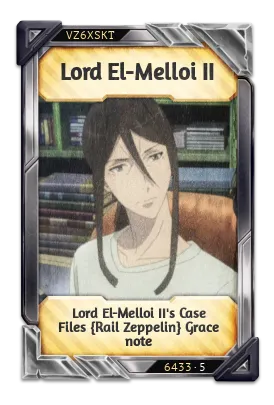 VZ6XSKT
Lord El-Melloi II
Lord El-Melloi II's Case
Files {Rail Zeppelin} Grace
note
6433·5